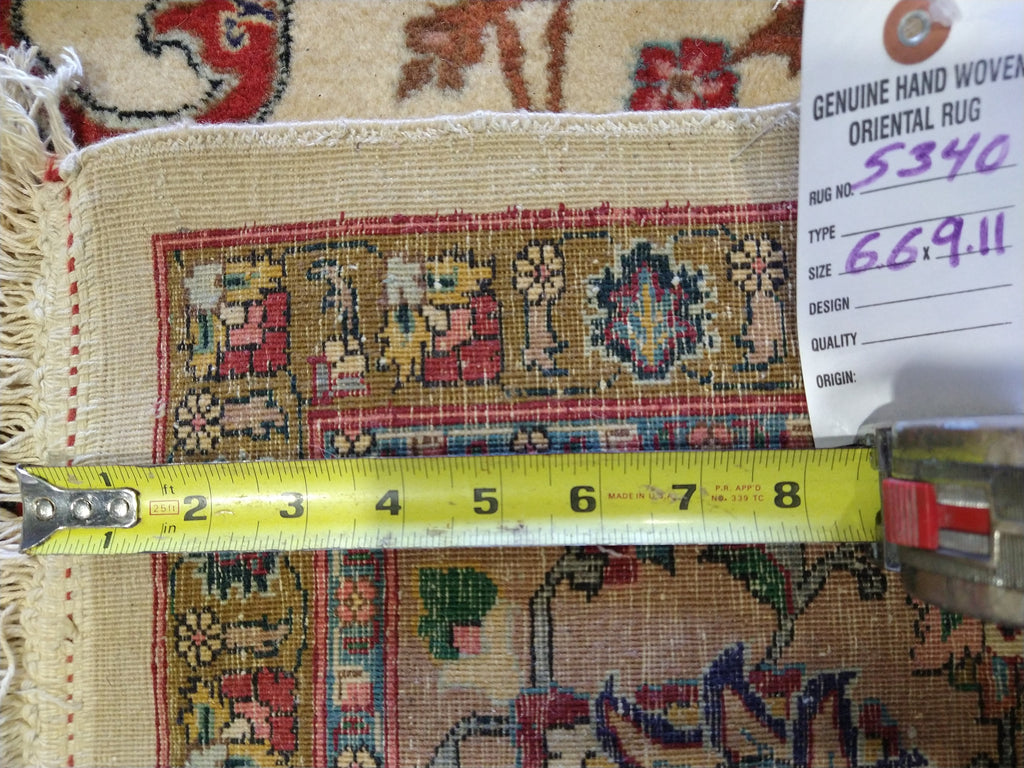 GENUINE HAND WOVEN
ORIENTAL RUG
RUG NO. 5340
TYPE
SIZE 6.6 x 9.11
DESIGN
QUALITY
ORIGIN:
1 ft 2 3 4 5 6 MADE IN U.S.A. 7 P.R. APP'D 8
25ft NO. 339 TC
1 in